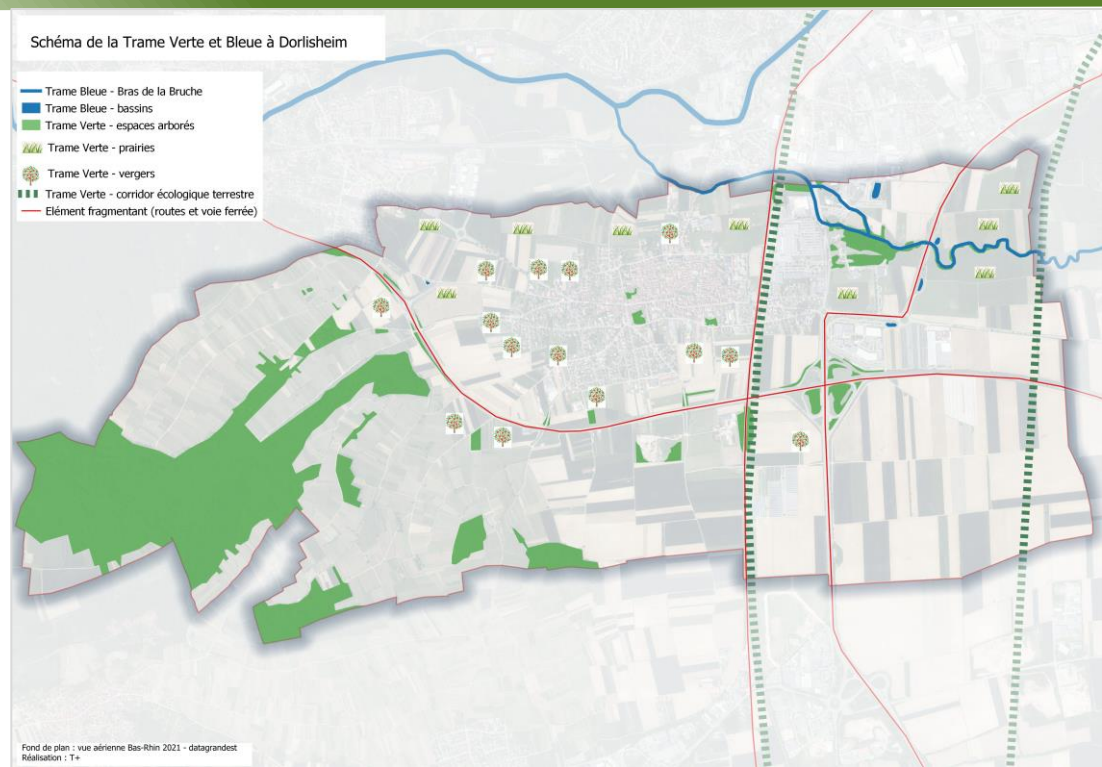 Schéma de la Trame Verte et Bleue à Dorlisheim
Trame Bleue - Bras de la Bruche
Trame Bleue - bassins
Trame Verte - espaces arborés
Trame Verte - prairies
Trame Verte - vergers
Trame Verte - corridor écologique terrestre
Elément fragmentant (routes et voie ferrée)
Fond de plan : vue aérienne Bas-Rhin 2021 - datagrandest
Réalisation : T+